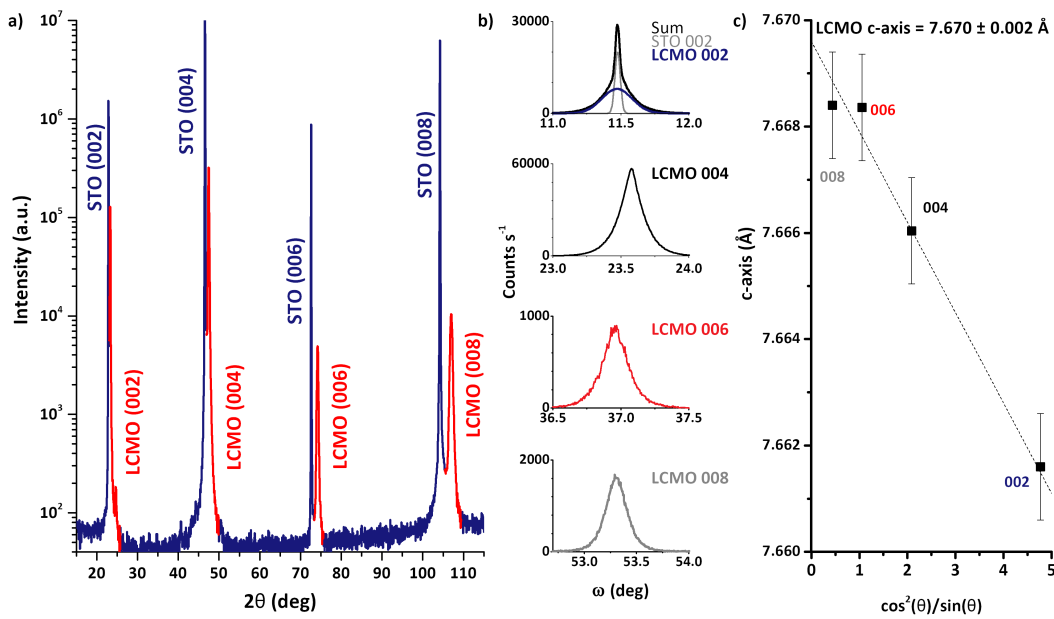 a)
10⁷
10⁶
10⁵
10⁴
10³
10²
Intensity (a.u.)
STO (002)
LCMO (002)
STO (004)
LCMO (004)
STO (006)
LCMO (006)
STO (008)
LCMO (008)
20 30 40 50 60 70 80 90 100 110
2θ (deg)
b)
Counts s⁻¹
30000
0
Sum
STO 002
LCMO 002
11.0 11.5 12.0
60000
0
LCMO 004
23.0 23.5 24.0
1000
0
LCMO 006
36.5 37.0 37.5
2000
0
LCMO 008
53.0 53.5 54.0
ω (deg)
c)
LCMO c-axis = 7.670 ± 0.002 Å
7.670
7.668
7.666
7.664
7.662
7.660
c-axis (Å)
006
008
004
002
0 1 2 3 4 5
cos²(θ)/sin(θ)